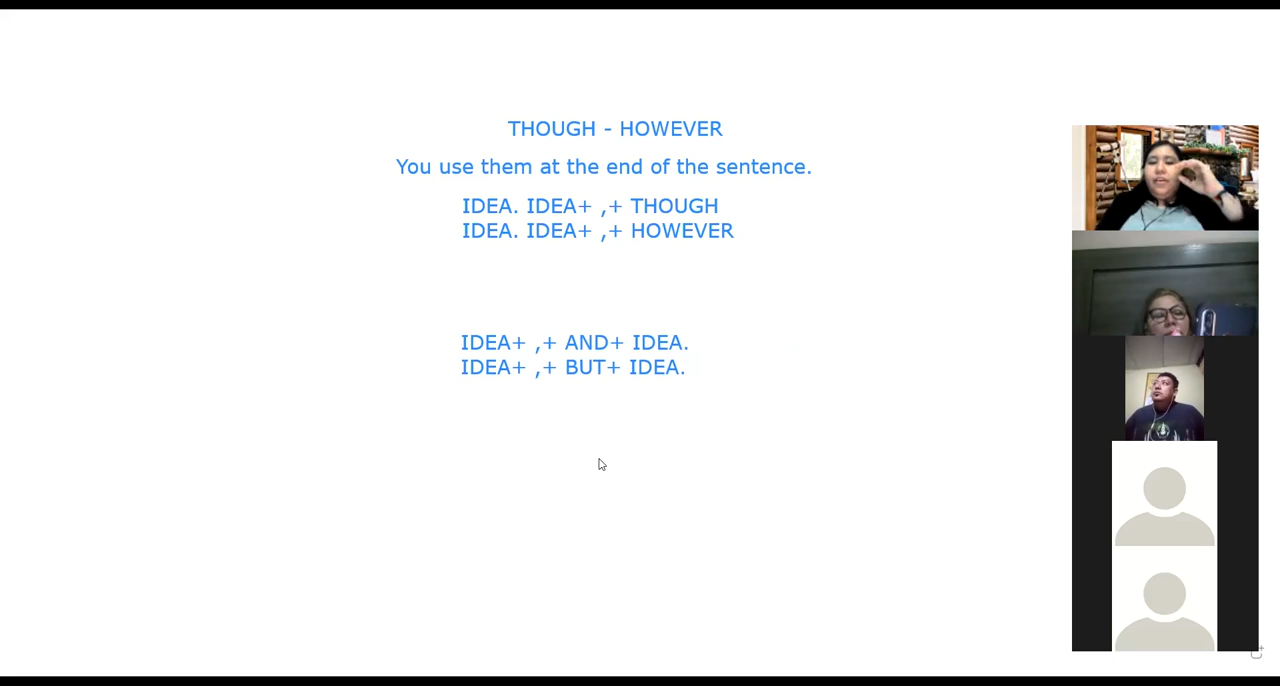 THOUGH - HOWEVER
You use them at the end of the sentence.
IDEA. IDEA+ ,+ THOUGH
IDEA. IDEA+ ,+ HOWEVER
IDEA+ ,+ AND+ IDEA.
IDEA+ ,+ BUT+ IDEA.